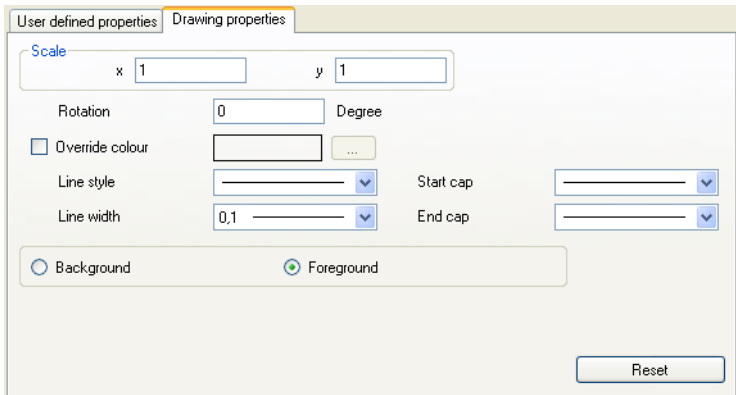 User defined properties Drawing properties
Scale
x 1 y 1
Rotation 0 Degree
Override colour ...
Line style Start cap
Line width 0,1 End cap
Background Foreground
Reset